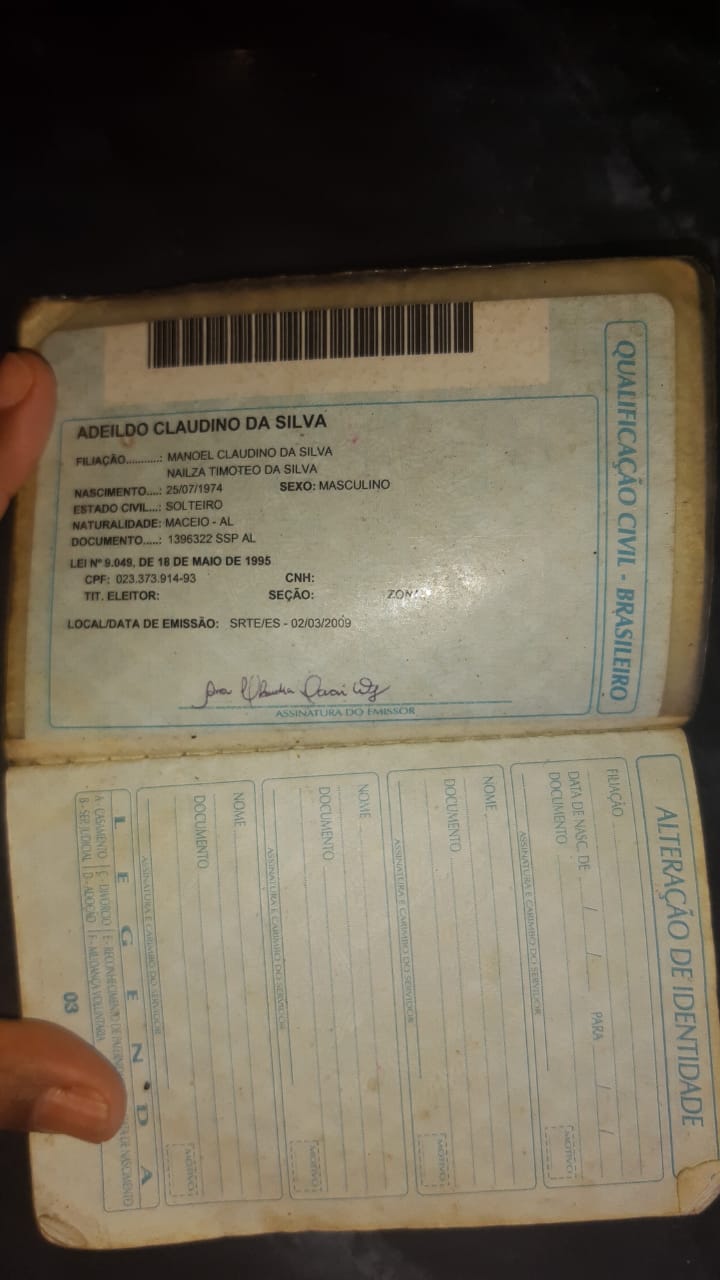 QUALIFICAÇÃO CIVIL - BRASILEIRO
ADEILDO CLAUDINO DA SILVA
FILIAÇÃO...........: MANOEL CLAUDINO DA SILVA
NAILZA TIMOTEO DA SILVA
NASCIMENTO....: 25/07/1974 SEXO: MASCULINO
ESTADO CIVIL...: SOLTEIRO
NATURALIDADE: MACEIO - AL
DOCUMENTO.....: 1396322 SSP AL
LEI Nº 9.049, DE 18 DE MAIO DE 1995
CPF: 023.373.914-93 CNH:
TIT. ELEITOR: SEÇÃO: ZONA
LOCAL/DATA DE EMISSÃO: SRTE/ES - 02/03/2009
ASSINATURA DO EMISSOR
ALTERAÇÃO DE IDENTIDADE
FILIAÇÃO
DATA DE NASC. DE / / PARA / /
DOCUMENTO MOTIVO
ASSINATURA E CARIMBO DO SERVIDOR
NOME
DOCUMENTO MOTIVO
ASSINATURA E CARIMBO DO SERVIDOR
NOME
DOCUMENTO MOTIVO
ASSINATURA E CARIMBO DO SERVIDOR
NOME
DOCUMENTO MOTIVO
ASSINATURA E CARIMBO DO SERVIDOR
LEGENDA
A - CASAMENTO C - DIVÓRCIO E - RECONHECIMENTO DE NASCIMENTO
B - SEP. JUDICIAL D - ADOÇÃO F - MUDANÇA VOLUNTÁRIA
03